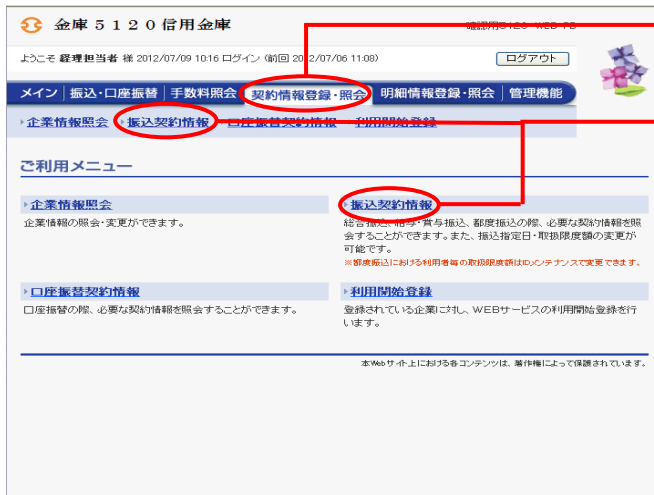 金庫５１２０信用金庫
ようこそ 経理担当者 様 2012/07/09 10:16 ログイン (前回 2012/07/06 11:08)
ログアウト
メイン 振込・口座振替 手数料照会 契約情報登録・照会 明細情報登録・照会 管理機能
企業情報照会 振込契約情報 口座振替契約情報 利用開始登録
ご利用メニュー
企業情報照会
企業情報の照会・変更ができます。
振込契約情報
総合振込、給与・賞与振込、都度振込の際、必要な契約情報を照
会することができます。また、振込指定日・取扱限度額の変更が
可能です。
※都度振込における利用者毎の取扱限度額はIDメンテナンスで変更できます。
口座振替契約情報
口座振替の際、必要な契約情報を照会することができます。
利用開始登録
登録されている企業に対し、WEBサービスの利用開始登録を行
います。
本Webサイト上における各コンテンツは、著作権によって保護されています。